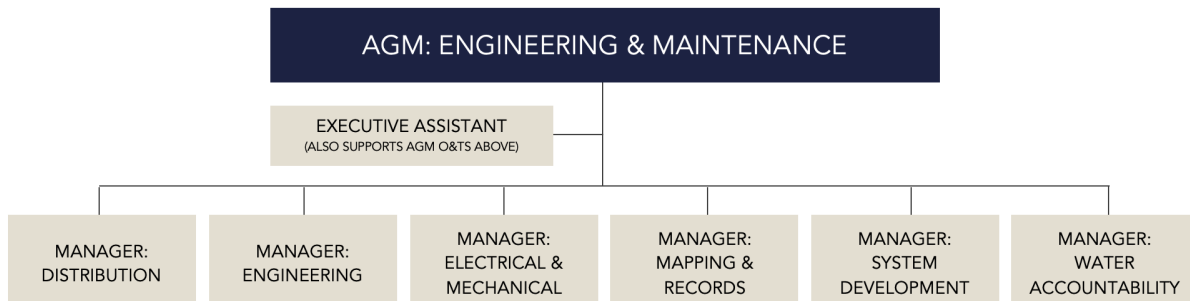 AGM: ENGINEERING & MAINTENANCE
EXECUTIVE ASSISTANT
(ALSO SUPPORTS AGM O&TS ABOVE)
MANAGER:
DISTRIBUTION
MANAGER:
ENGINEERING
MANAGER:
ELECTRICAL &
MECHANICAL
MANAGER:
MAPPING &
RECORDS
MANAGER:
SYSTEM
DEVELOPMENT
MANAGER:
WATER
ACCOUNTABILITY